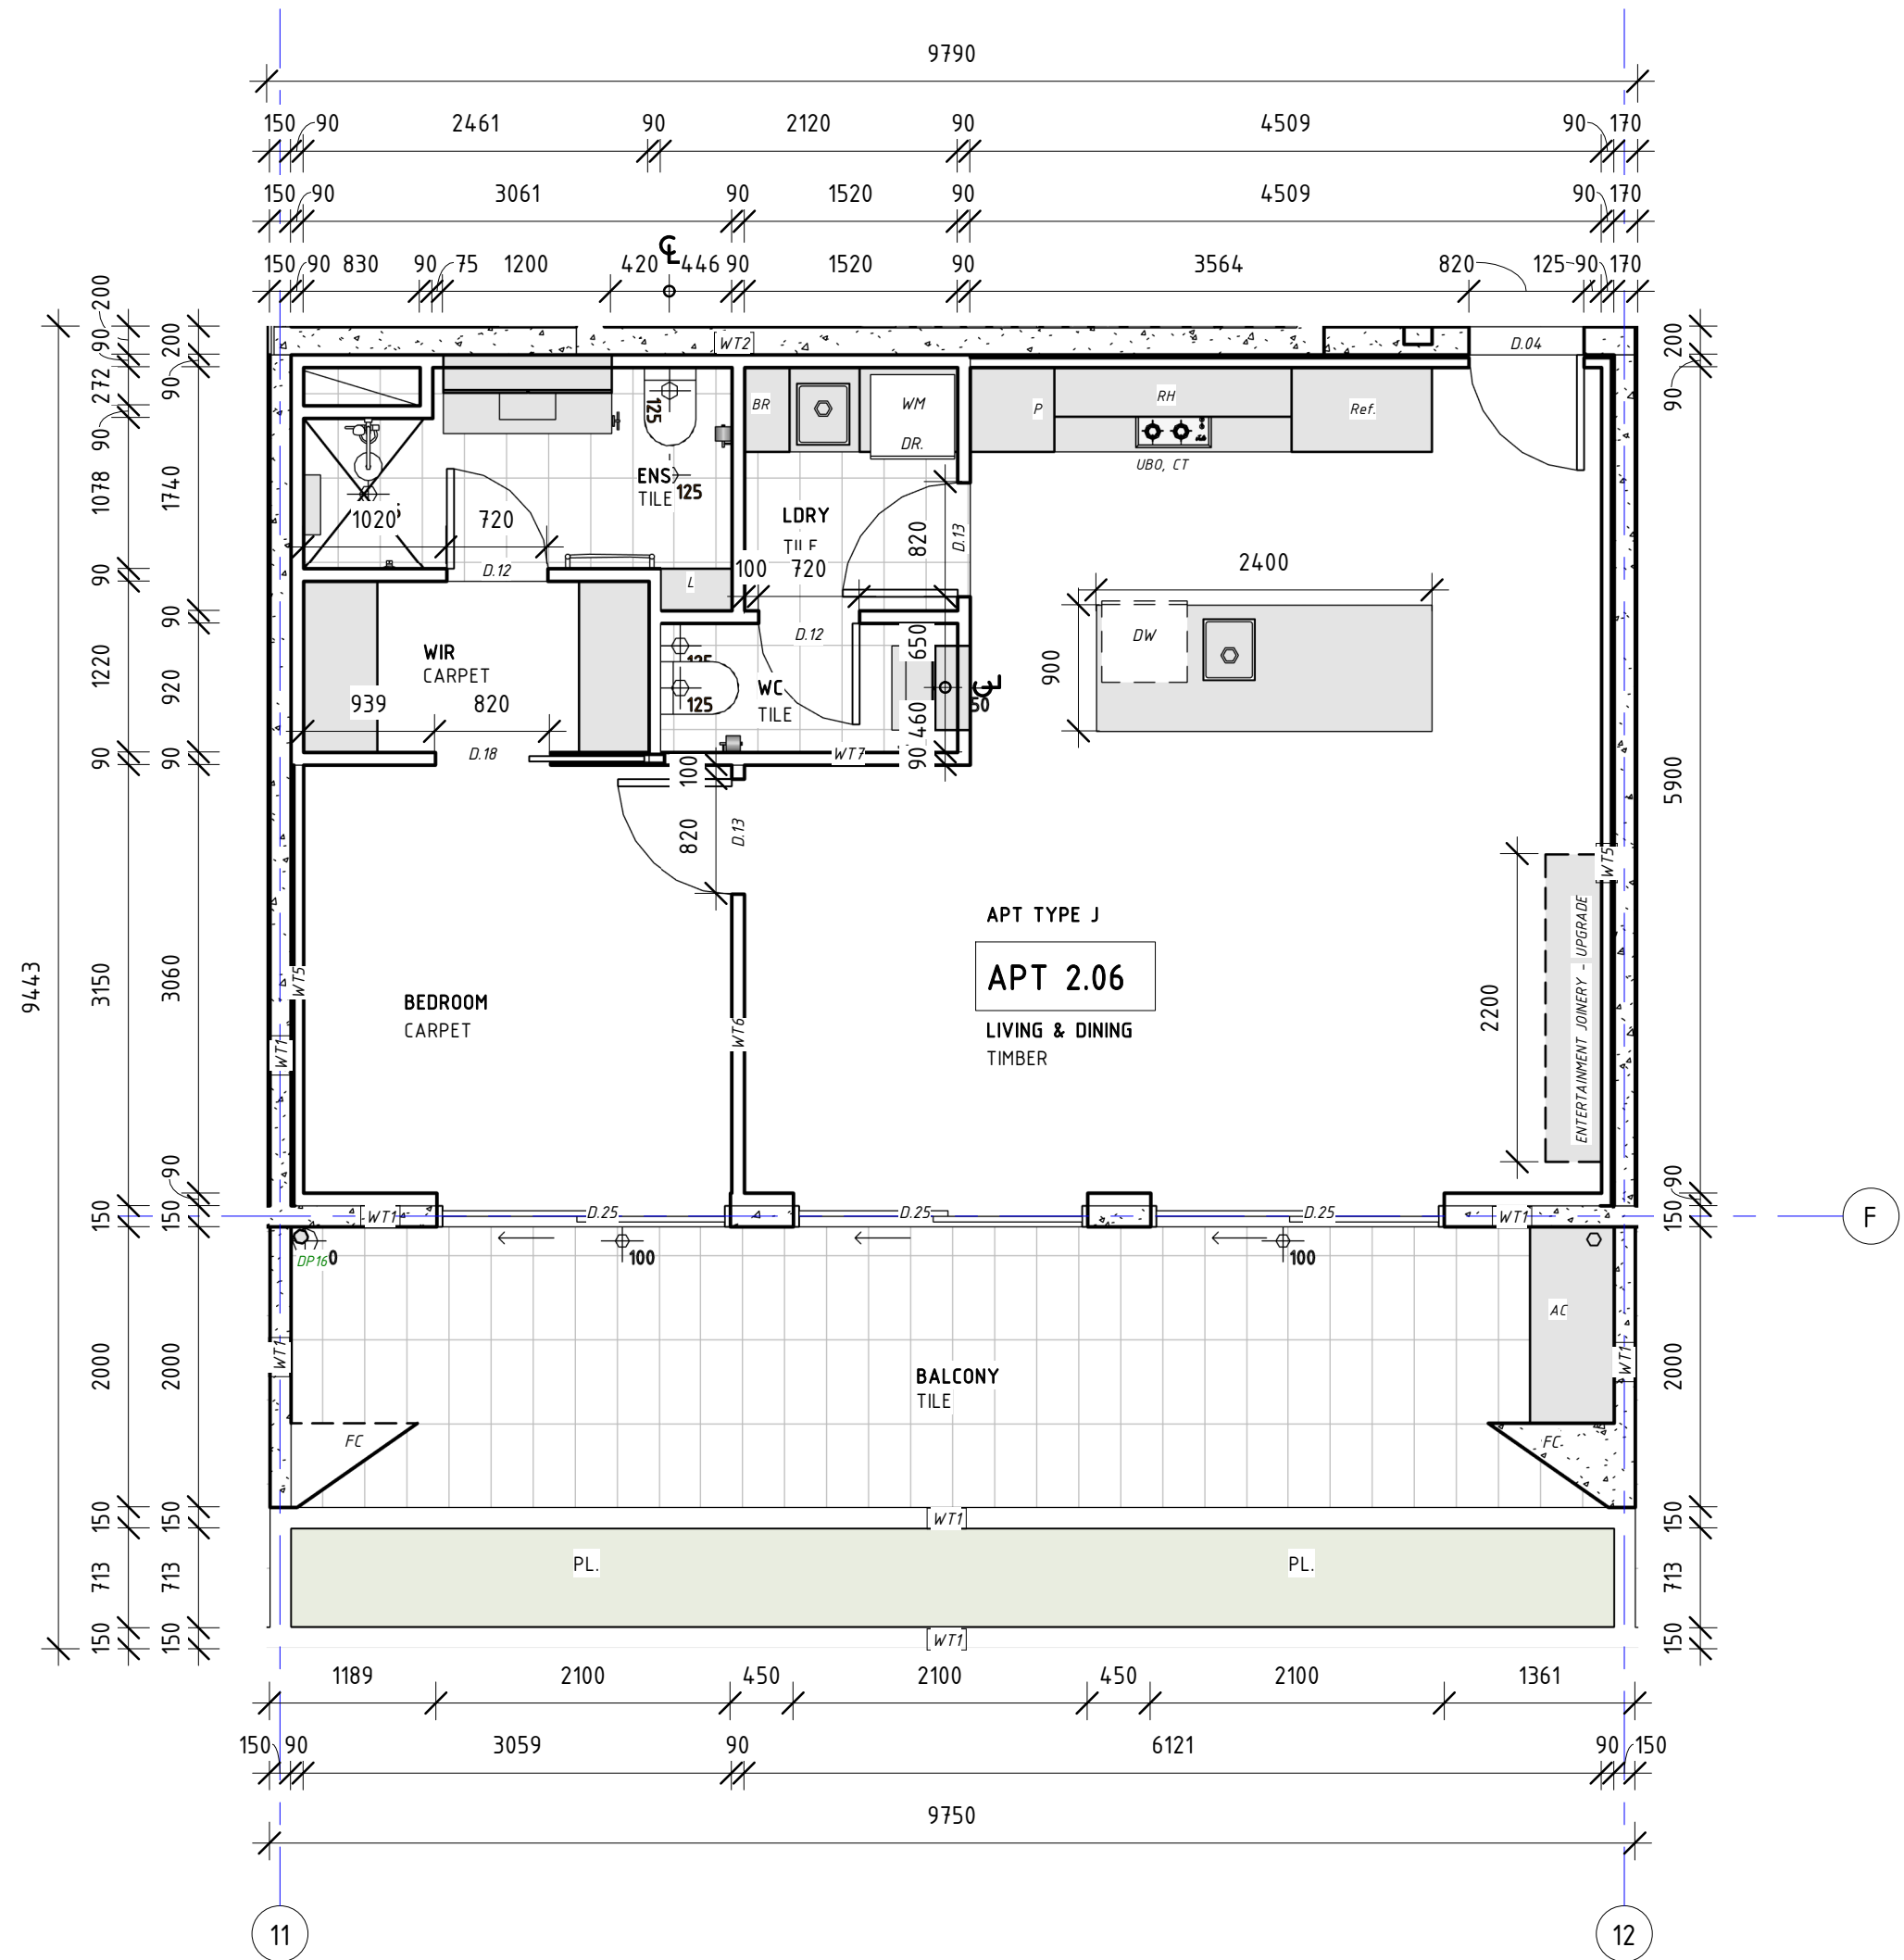 9790
150 90 2461 90 2120 90 4509 90 170
150 90 3061 90 1520 90 4509 90 170
150 90 830 90 75 1200 420 ℄ 446 90 1520 90 3564 820 125 90 170
200
90
272
90
1078
90
1220
90
3150
150
2000
150
713
150
9443
200
90
1740
90
920
90
3060
90
150
2000
150
713
150
WT2
D.04
BR
WM
DR.
P
RH
Ref.
UBO, CT
125
ENS
TILE
125
1020
720
D.12
LDRY
TILE
820
D.13
100
720
L
D.12
2400
900
DW
WIR
CARPET
939
820
D.18
125
125
WC
TILE
650
460
90
℄
50
WT7
100
820
D.13
200
90
5900
90
150
2000
150
713
150
APT TYPE J
APT 2.06
LIVING & DINING
TIMBER
2200
ENTERTAINMENT JOINERY - UPGRADE
WT5
WT5
WT6
WT1
BEDROOM
CARPET
WT1
D.25
D.25
D.25
WT1
F
DP16
0
100
100
AC
WT1
WT1
BALCONY
TILE
FC
FC
WT1
PL.
PL.
WT1
1189 2100 450 2100 450 2100 1361
150 90 3059 90 6121 90 150
9750
11
12